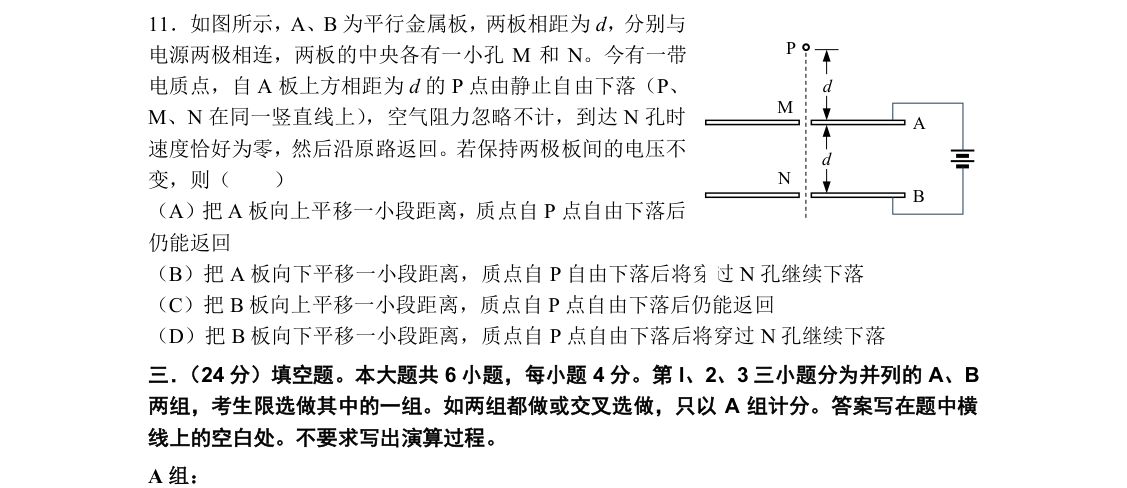 11．如图所示，A、B 为平行金属板，两板相距为 d，分别与
电源两极相连，两板的中央各有一小孔 M 和 N。今有一带
电质点，自 A 板上方相距为 d 的 P 点由静止自由下落（P、
M、N 在同一竖直线上），空气阻力忽略不计，到达 N 孔时
速度恰好为零，然后沿原路返回。若保持两极板间的电压不
变，则（　　）
（A）把 A 板向上平移一小段距离，质点自 P 点自由下落后
仍能返回
（B）把 A 板向下平移一小段距离，质点自 P 自由下落后将穿过 N 孔继续下落
（C）把 B 板向上平移一小段距离，质点自 P 点自由下落后仍能返回
（D）把 B 板向下平移一小段距离，质点自 P 点自由下落后将穿过 N 孔继续下落
P
d
M
A
d
N
B
三．（24 分）填空题。本大题共 6 小题，每小题 4 分。第 l、2、3 三小题分为并列的 A、B
两组，考生限选做其中的一组。如两组都做或交叉选做，只以 A 组计分。答案写在题中横
线上的空白处。不要求写出演算过程。
A 组：